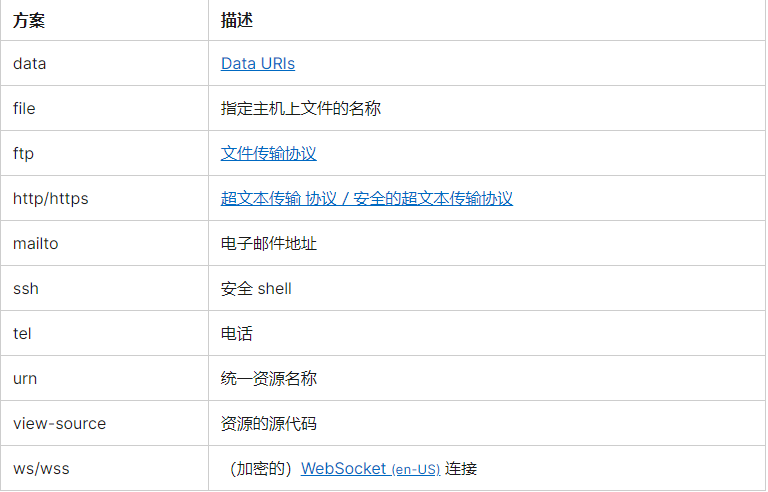 方案 描述
data Data URIs
file 指定主机上文件的名称
ftp 文件传输协议
http/https 超文本传输 协议 / 安全的超文本传输协议
mailto 电子邮件地址
ssh 安全 shell
tel 电话
urn 统一资源名称
view-source 资源的源代码
ws/wss （加密的）WebSocket (en-US) 连接